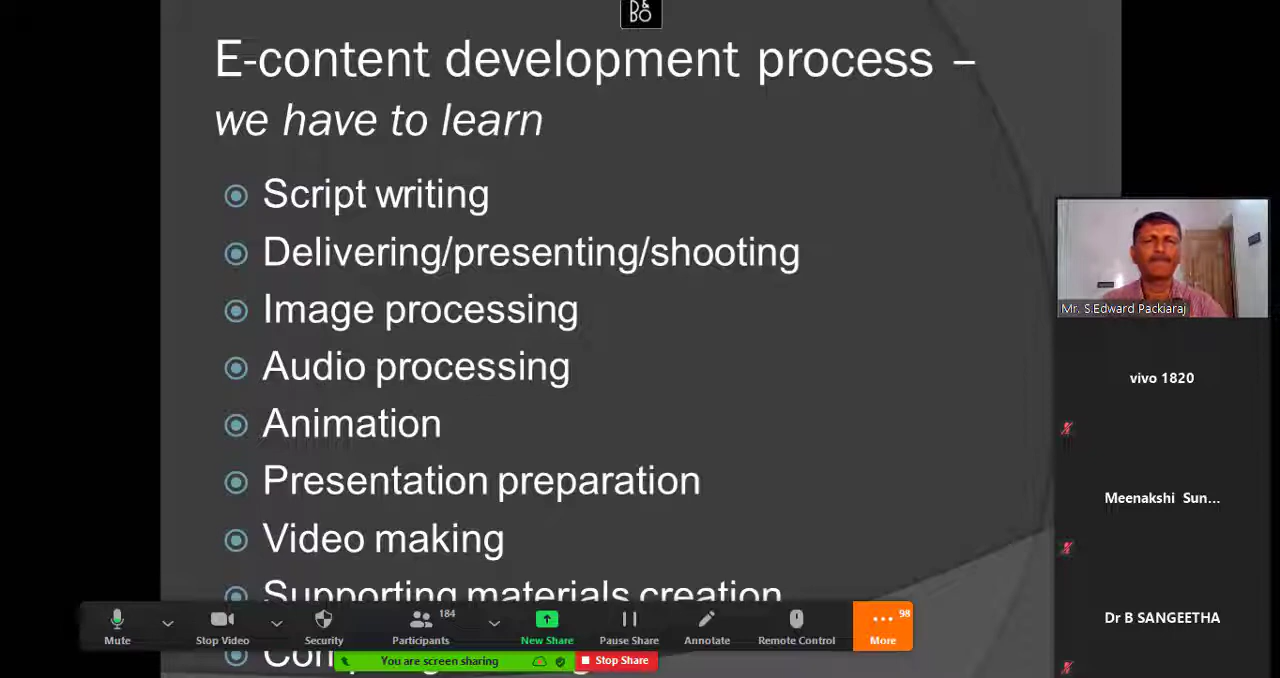 D&
BO
E-content development process –
we have to learn
Script writing
Delivering/presenting/shooting
Image processing
Audio processing
Animation
Presentation preparation
Video making
Supporting materials creation
Mr. S.Edward Packiaraj
vivo 1820
Meenakshi Sun...
Dr B SANGEETHA
184
98
Mute
Stop Video
Security
Participants
New Share
Pause Share
Annotate
Remote Control
More
You are screen sharing
Stop Share